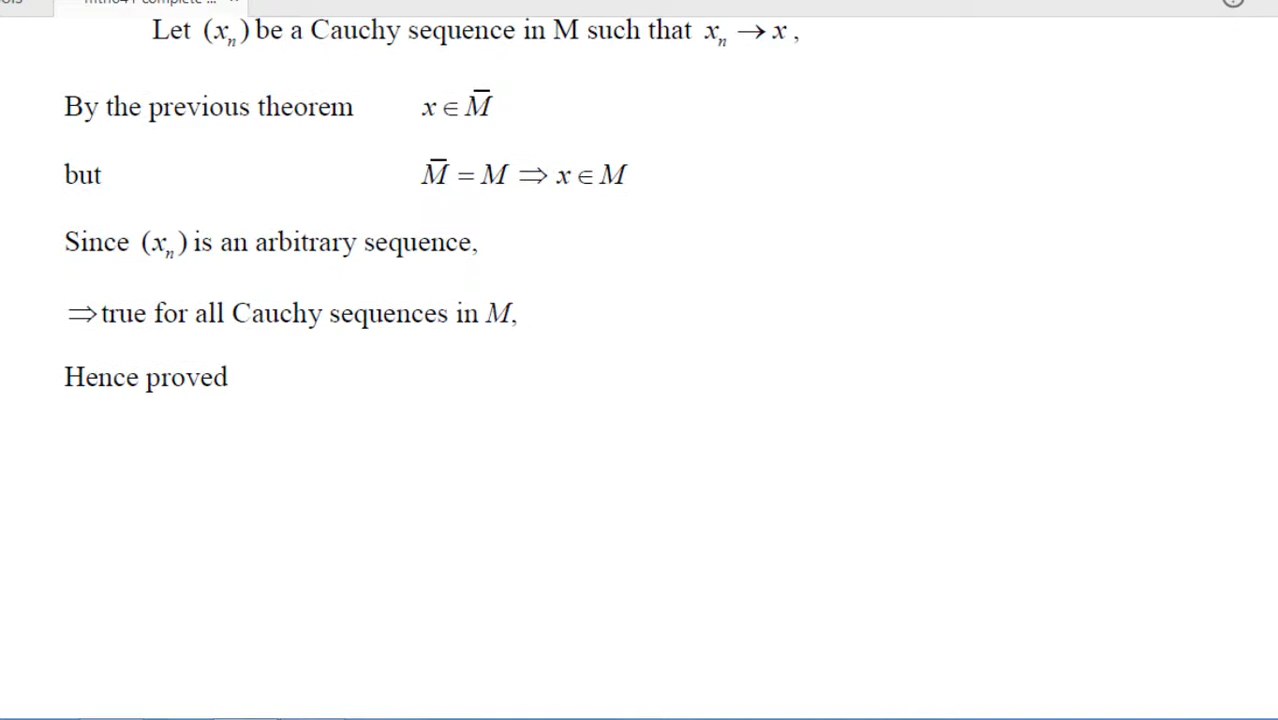 Let (xₙ) be a Cauchy sequence in M such that xₙ → x ,
By the previous theorem x ∈ M̄
but M̄ = M ⇒ x ∈ M
Since (xₙ) is an arbitrary sequence,
⇒ true for all Cauchy sequences in M,
Hence proved